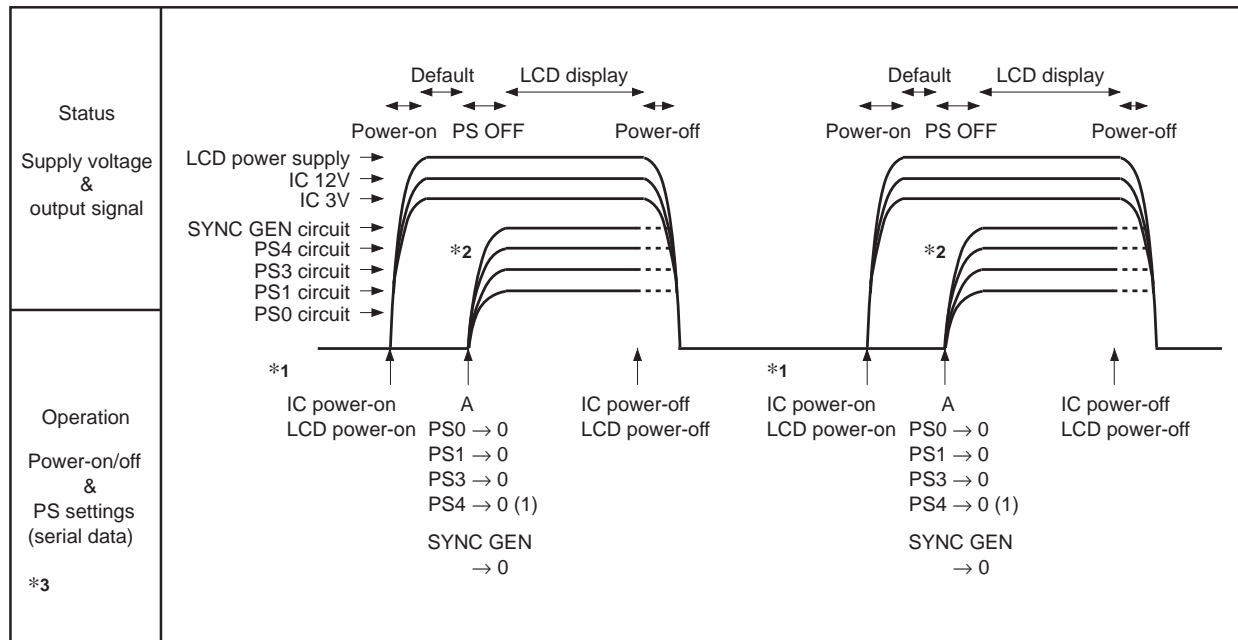 Status
Supply voltage
&
output signal
Operation
Power-on/off
&
PS settings
(serial data)
*3
Default LCD display
Power-on PS OFF Power-off
LCD power supply →
IC 12V →
IC 3V →
SYNC GEN circuit →
PS4 circuit →
PS3 circuit →
PS1 circuit →
PS0 circuit →
*2
*1
IC power-on
LCD power-on
A
PS0 → 0
PS1 → 0
PS3 → 0
PS4 → 0 (1)
SYNC GEN
→ 0
IC power-off
LCD power-off
Default LCD display
Power-on PS OFF Power-off
*2
*1
IC power-on
LCD power-on
A
PS0 → 0
PS1 → 0
PS3 → 0
PS4 → 0 (1)
SYNC GEN
→ 0
IC power-off
LCD power-off